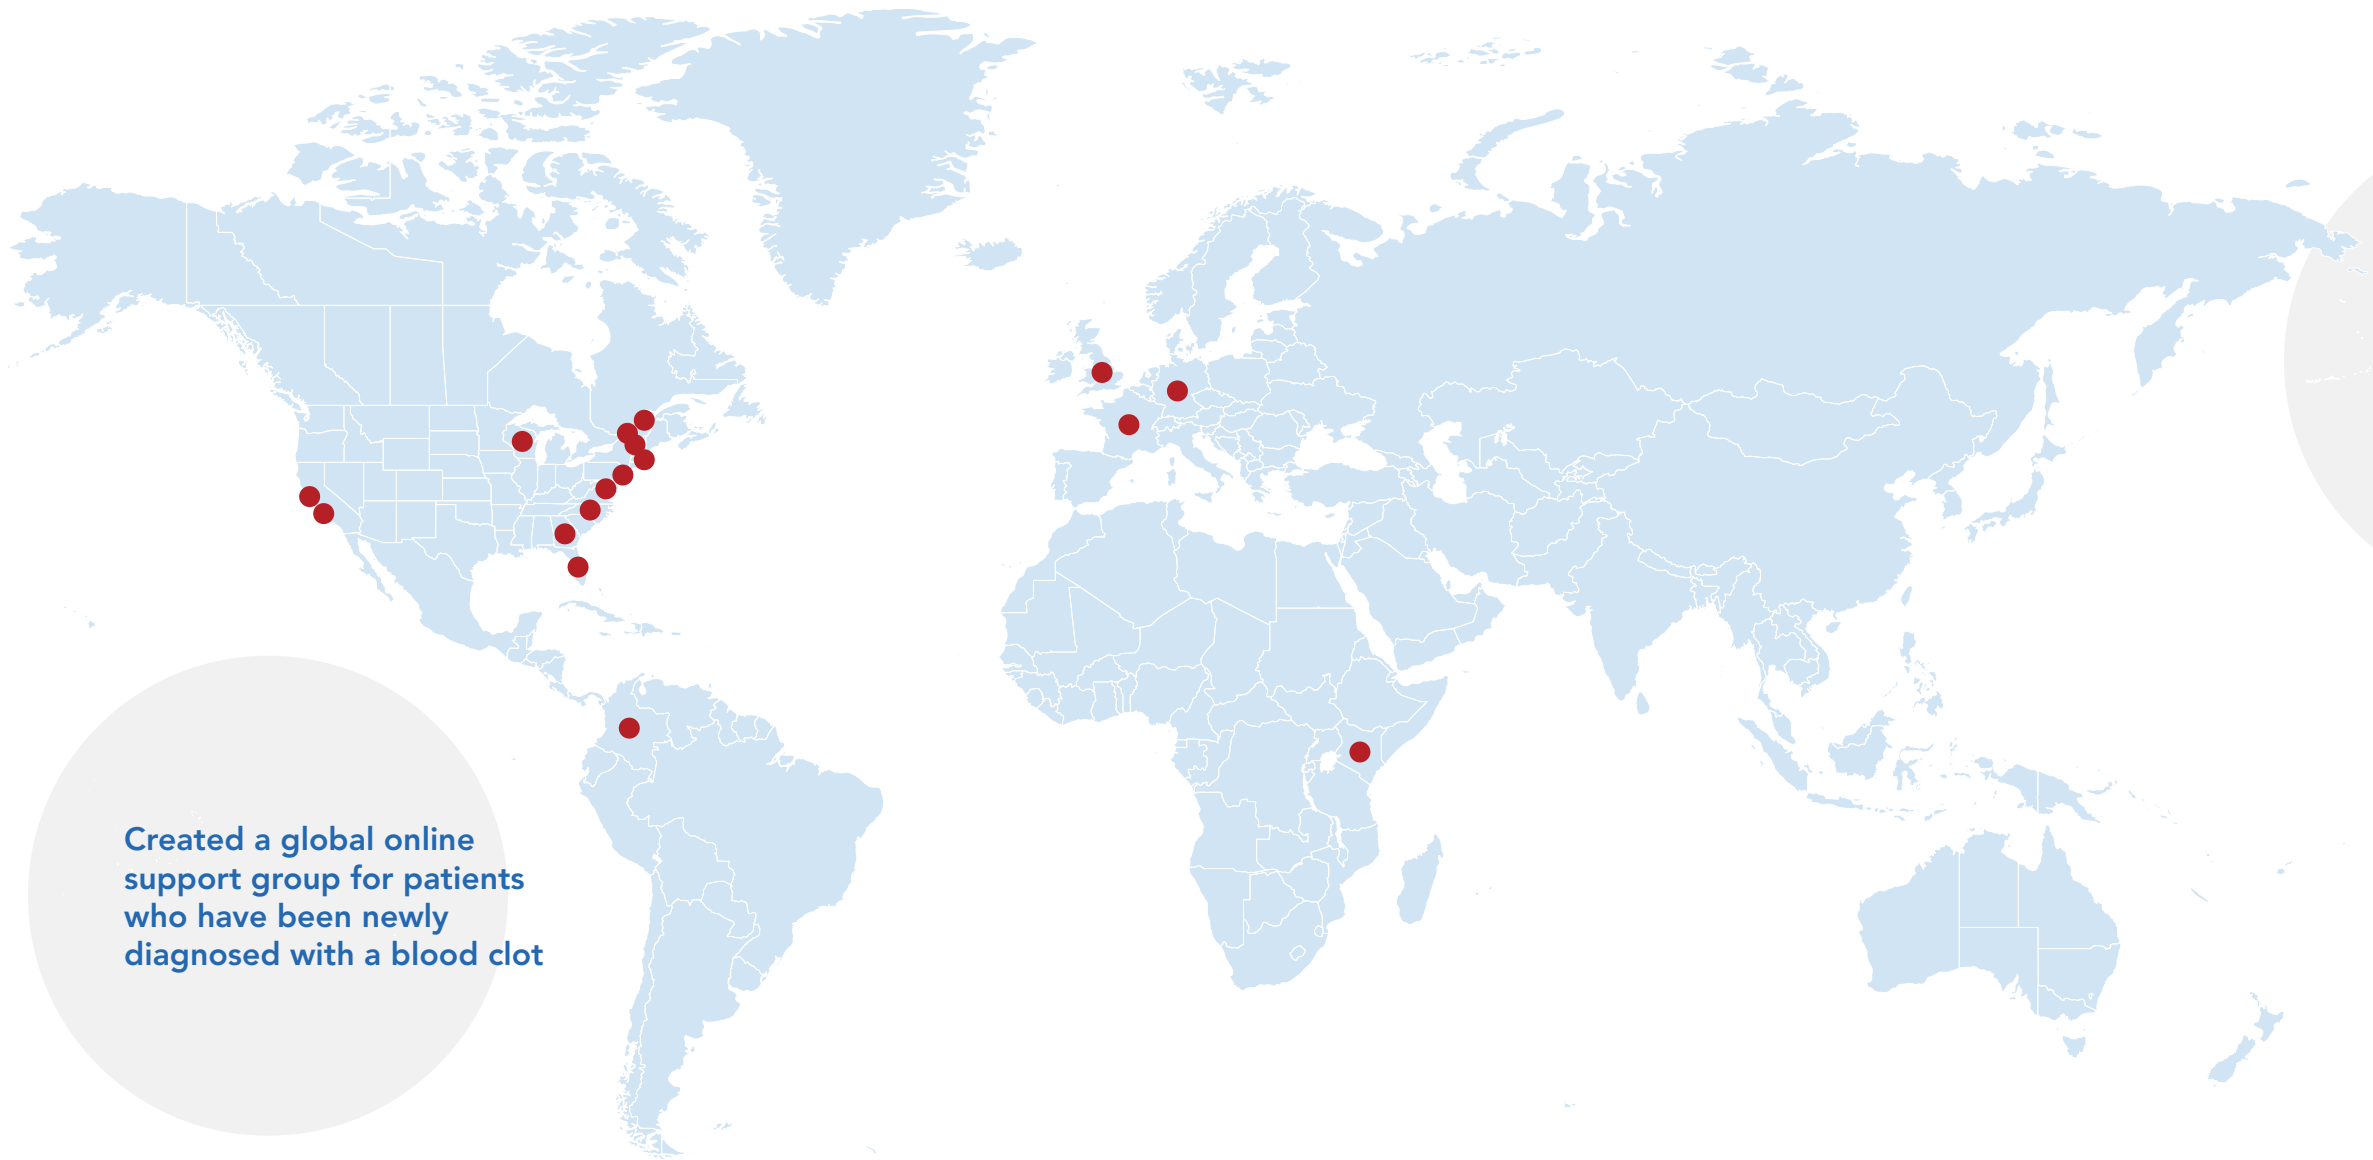 Created a global online
support group for patients
who have been newly
diagnosed with a blood clot